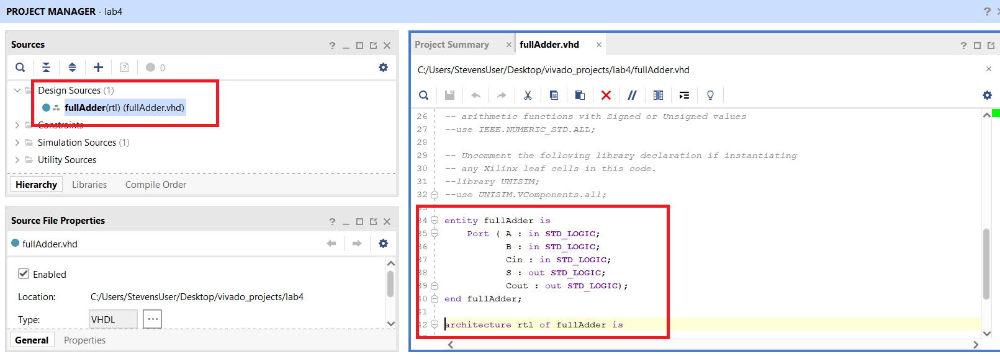 PROJECT MANAGER - lab4
Sources
0
Design Sources (1)
fullAdder(rtl) (fullAdder.vhd)
Constraints
Simulation Sources (1)
Utility Sources
Hierarchy Libraries Compile Order
Source File Properties
fullAdder.vhd
Enabled
Location: C:/Users/StevensUser/Desktop/vivado_projects/lab4
Type: VHDL ...
General Properties
Project Summary × fullAdder.vhd ×
C:/Users/StevensUser/Desktop/vivado_projects/lab4/fullAdder.vhd
26 -- arithmetic functions with Signed or Unsigned values
27 --use IEEE.NUMERIC_STD.ALL;
28
29 -- Uncomment the following library declaration if instantiating
30 -- any Xilinx leaf cells in this code.
31 --library UNISIM;
32 --use UNISIM.VComponents.all;
33
34 entity fullAdder is
35 Port ( A : in STD_LOGIC;
36 B : in STD_LOGIC;
37 Cin : in STD_LOGIC;
38 S : out STD_LOGIC;
39 Cout : out STD_LOGIC);
40 end fullAdder;
41
42 architecture rtl of fullAdder is